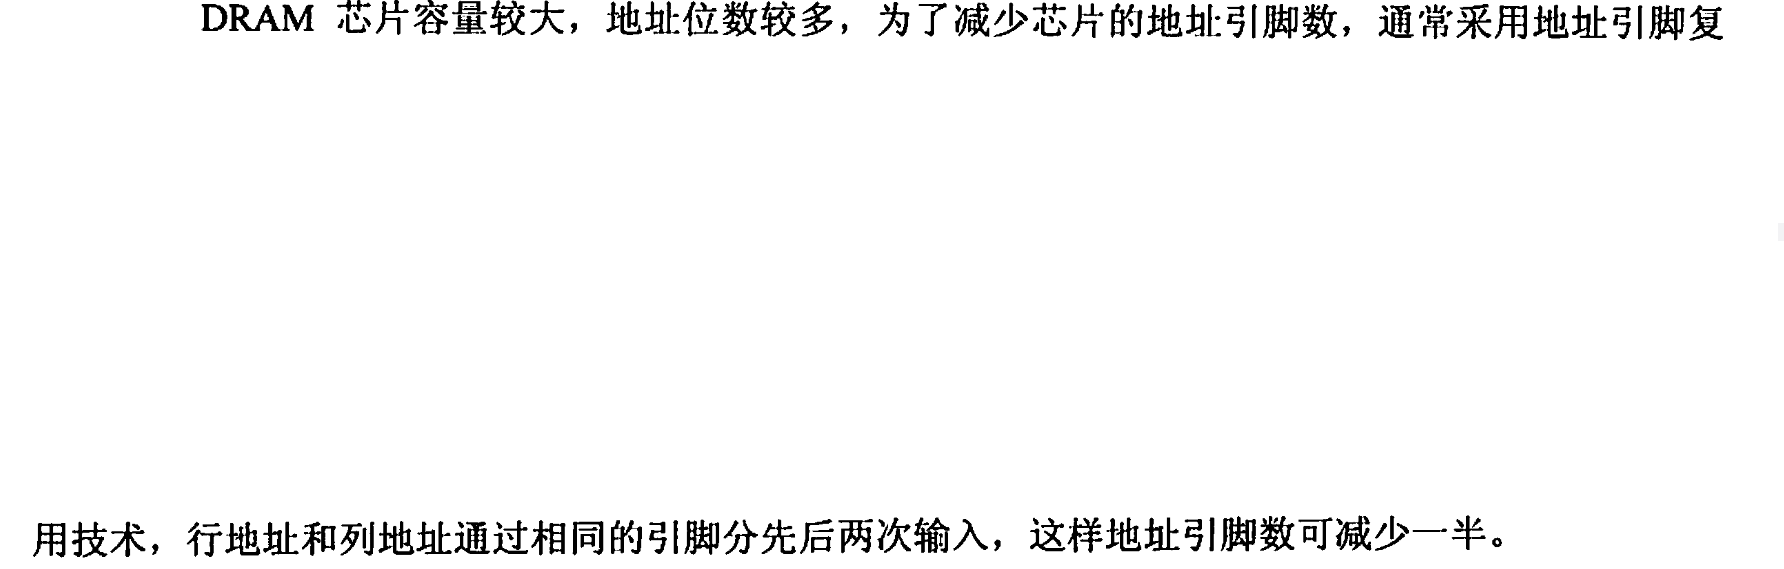 DRAM 芯片容量较大，地址位数较多，为了减少芯片的地址引脚数，通常采用地址引脚复
用技术，行地址和列地址通过相同的引脚分先后两次输入，这样地址引脚数可减少一半。